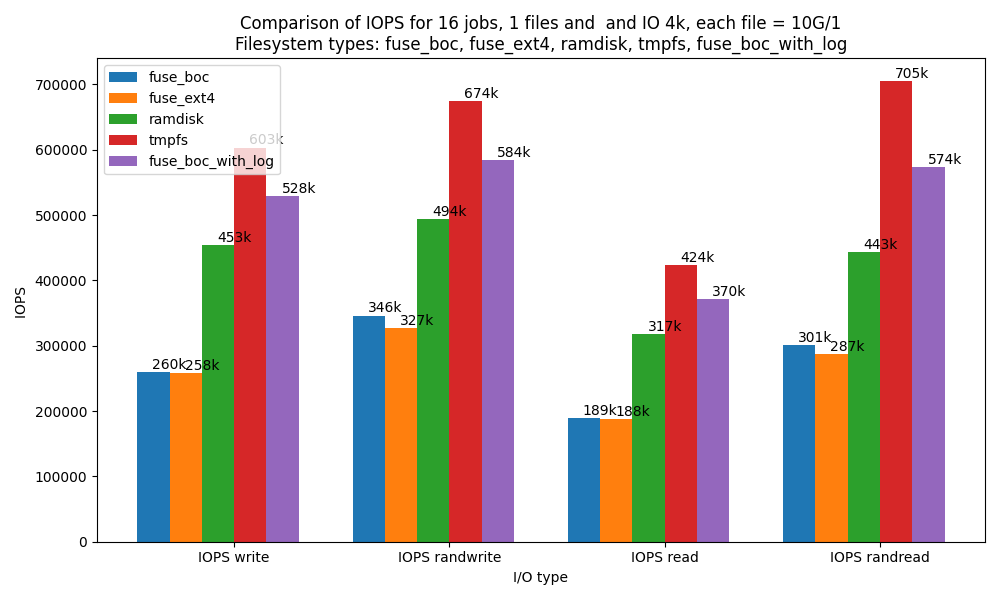 Comparison of IOPS for 16 jobs, 1 files and  and IO 4k, each file = 10G/1
Filesystem types: fuse_boc, fuse_ext4, ramdisk, tmpfs, fuse_boc_with_log
fuse_boc
fuse_ext4
ramdisk
tmpfs
fuse_boc_with_log
IOPS
700000
600000
500000
400000
300000
200000
100000
0
260k
258k
453k
603k
528k
346k
327k
494k
674k
584k
189k
188k
317k
424k
370k
301k
287k
443k
705k
574k
IOPS write
IOPS randwrite
IOPS read
IOPS randread
I/O type